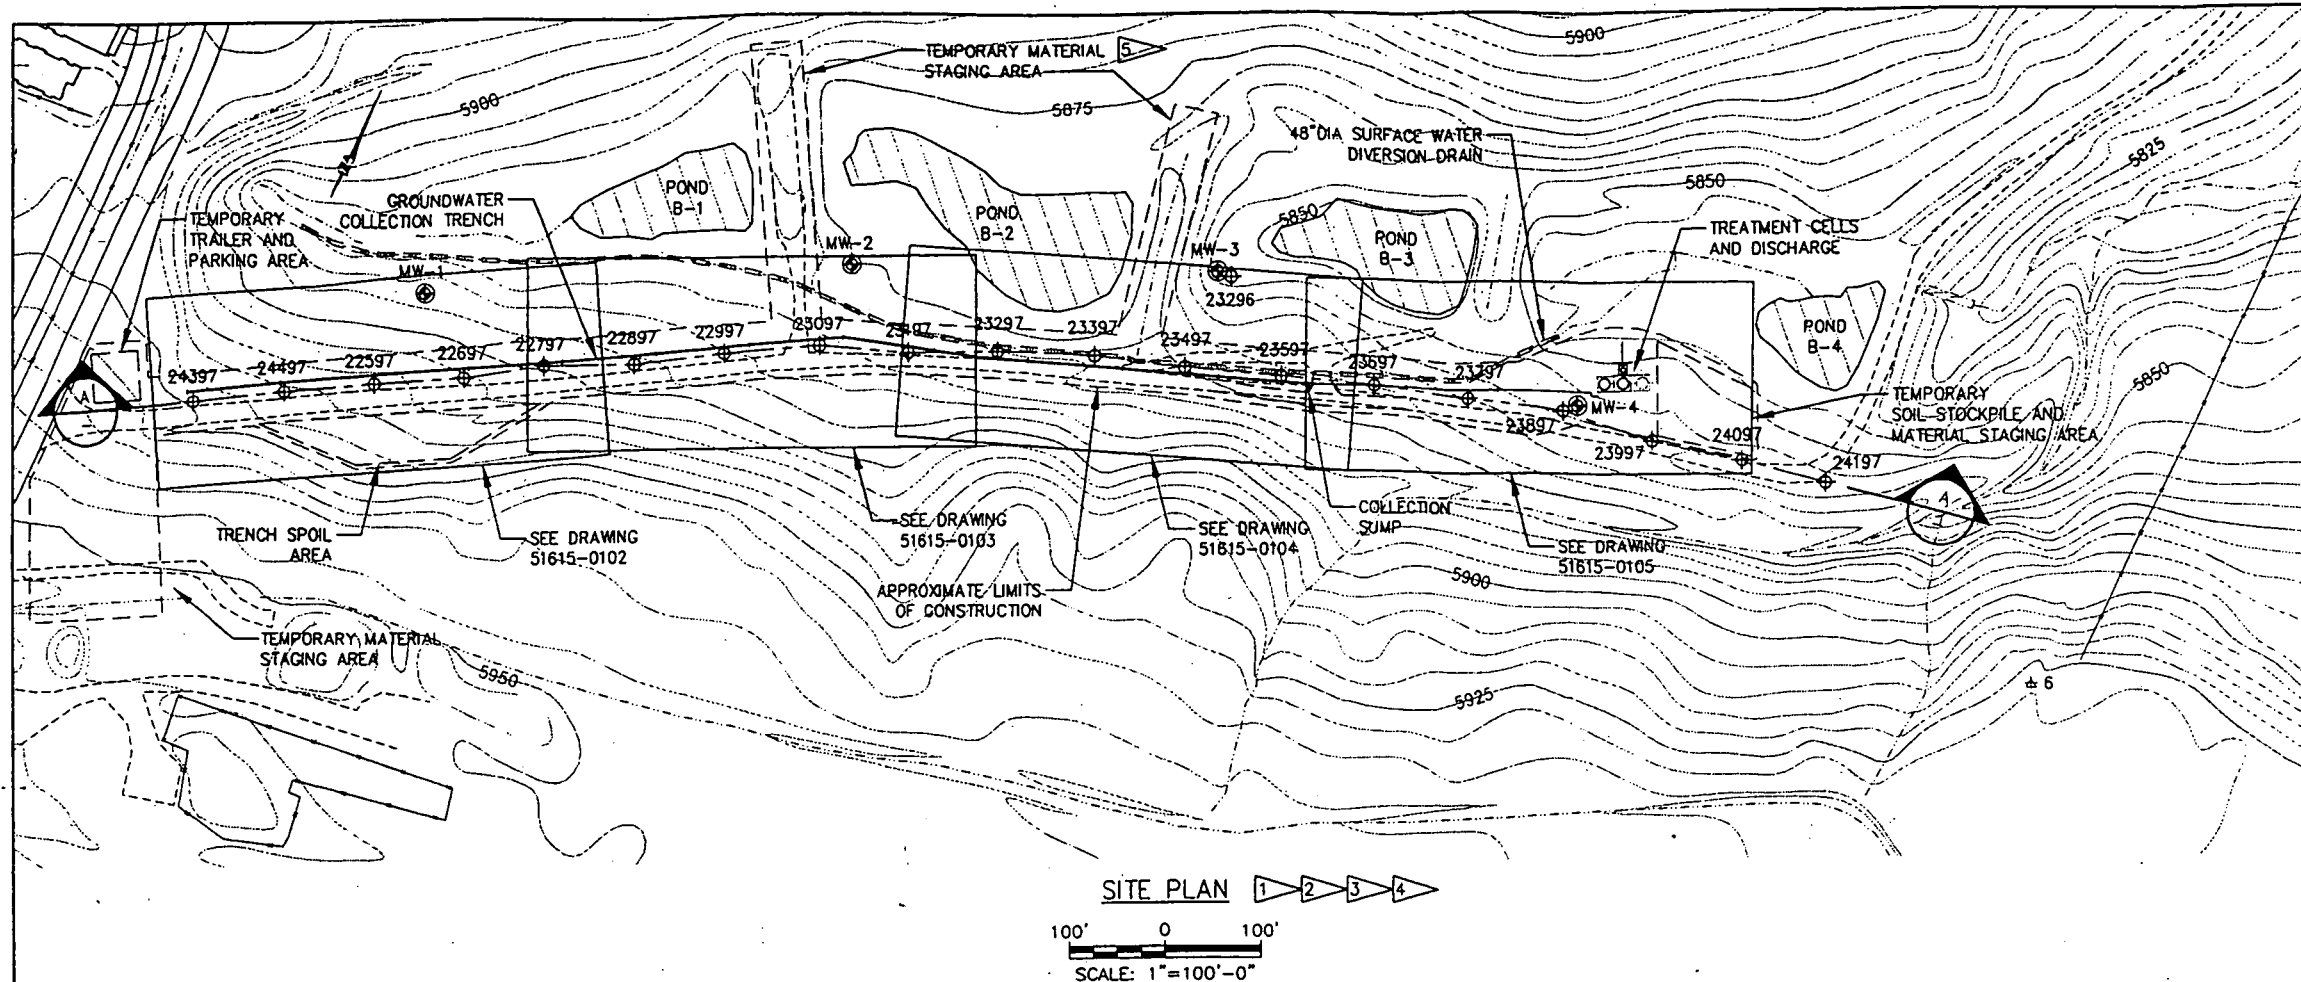 5900
TEMPORARY MATERIAL
STAGING AREA
5
5900
5875
48"DIA SURFACE WATER
DIVERSION DRAIN
5825
5850
GROUNDWATER
COLLECTION TRENCH
POND
B-1
POND
B-2
5850
POND
B-3
TREATMENT CELLS
AND DISCHARGE
TEMPORARY
TRAILER AND
PARKING AREA
MW-1
MW-2
MW-3
23296
POND
B-4
24397
24497
22597
22697
22797
22897
22997
23097
23197
23297
23397
23497
23597
23697
23797
23897
MW-4
23997
24097
24197
5850
A
TEMPORARY
SOIL STOCKPILE AND
MATERIAL STAGING AREA
A
TRENCH SPOIL
AREA
SEE DRAWING
51615-0102
SEE DRAWING
51615-0103
SEE DRAWING
51615-0104
COLLECTION
SUMP
SEE DRAWING
51615-0105
APPROXIMATE LIMITS
OF CONSTRUCTION
5900
TEMPORARY MATERIAL
STAGING AREA
5950
5925
6
SITE PLAN 1 2 3 4
100' 0 100'
SCALE: 1"=100'-0"